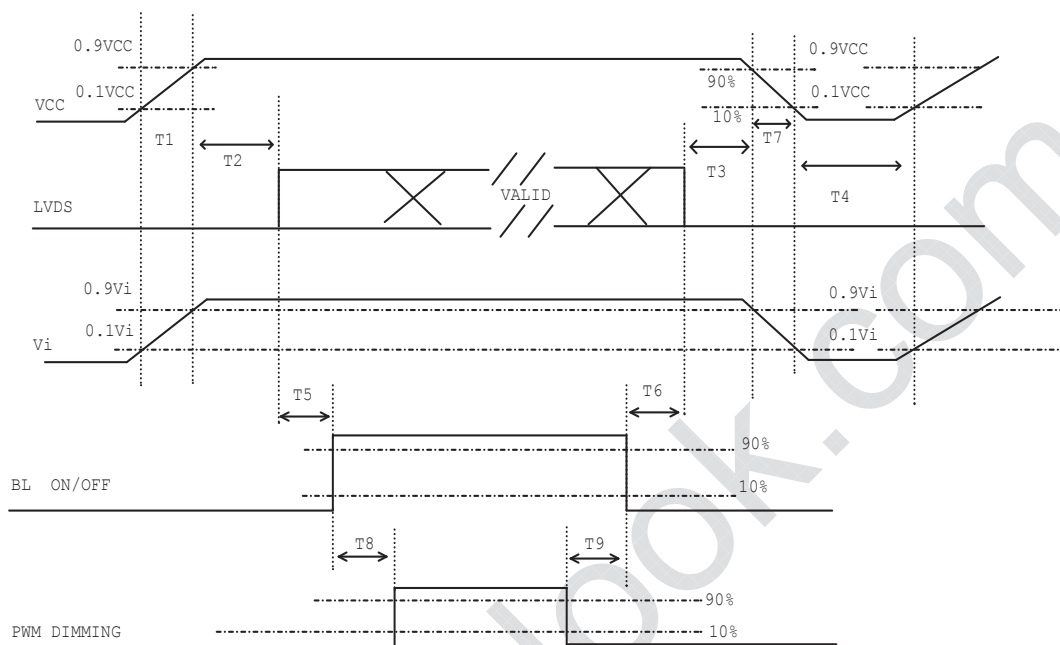 0.9VCC
0.9VCC
90%
0.1VCC
0.1VCC
VCC
10%
T1
T7
T2
T3
T4
VALID
LVDS
0.9Vi
0.9Vi
0.1Vi
0.1Vi
Vi
T5
T6
90%
BL ON/OFF
10%
T8
T9
90%
PWM DIMMING
10%
look.com